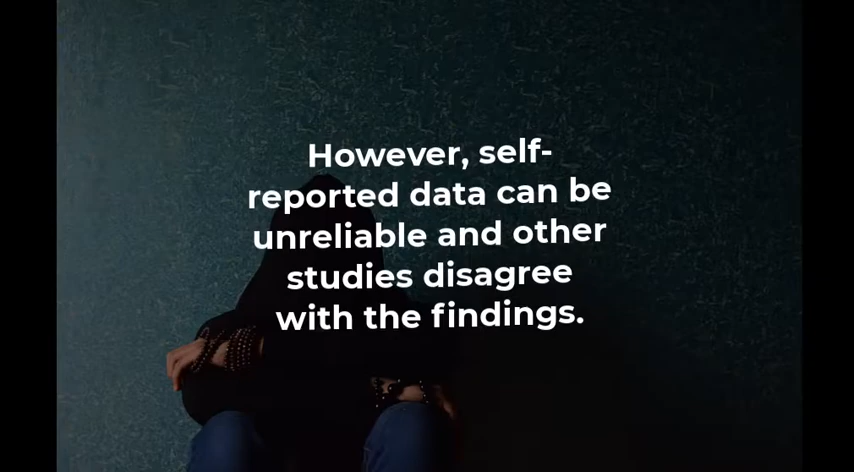 However, self-
reported data can be
unreliable and other
studies disagree
with the findings.